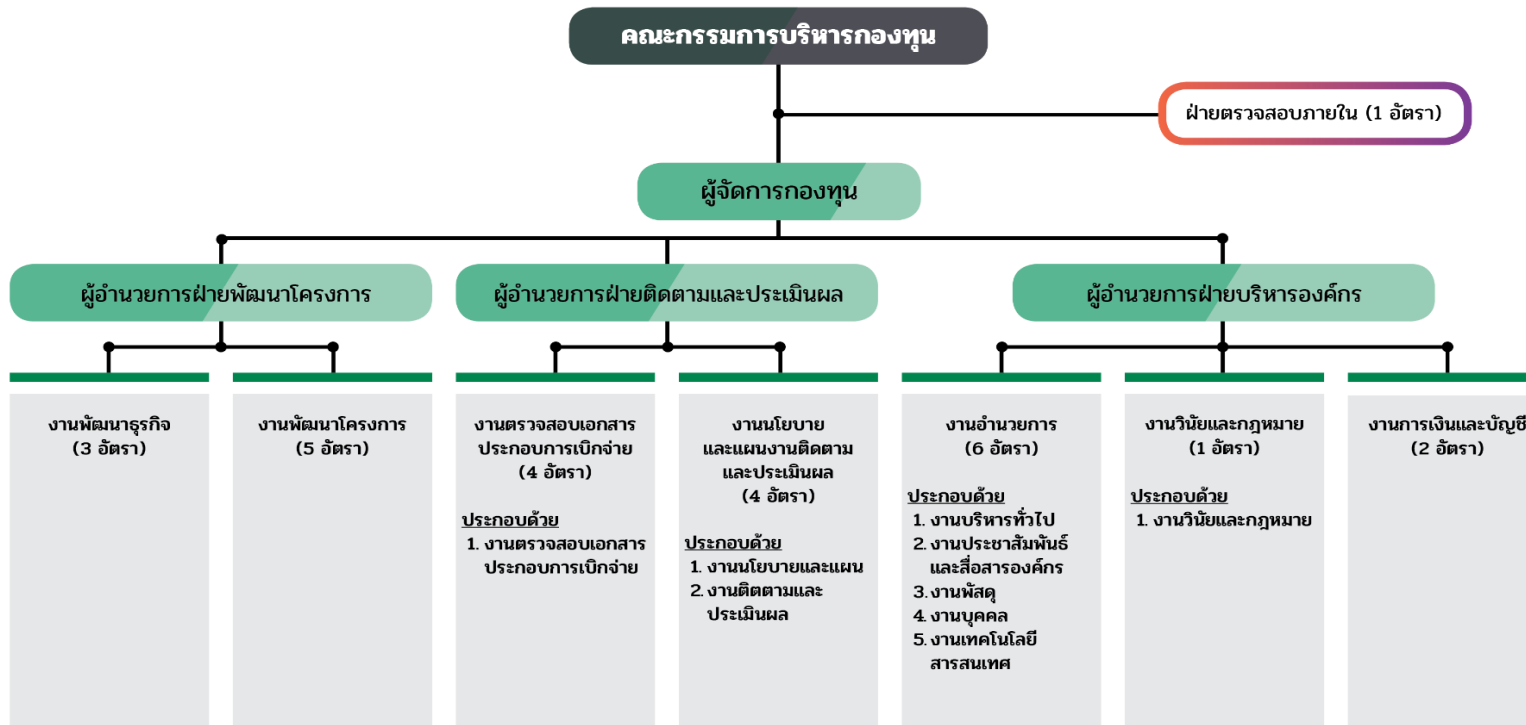 คณะกรรมการบริหารกองทุน
ฝ่ายตรวจสอบภายใน (1 อัตรา)
ผู้จัดการกองทุน
ผู้อำนวยการฝ่ายพัฒนาโครงการ
ผู้อำนวยการฝ่ายติดตามและประเมินผล
ผู้อำนวยการฝ่ายบริหารองค์กร
งานพัฒนาธุรกิจ
(3 อัตรา)
งานพัฒนาโครงการ
(5 อัตรา)
งานตรวจสอบเอกสาร
ประกอบการเบิกจ่าย
(4 อัตรา)
ประกอบด้วย
1. งานตรวจสอบเอกสาร
ประกอบการเบิกจ่าย
งานนโยบาย
และแผนงานติดตาม
และประเมินผล
(4 อัตรา)
ประกอบด้วย
1. งานนโยบายและแผน
2. งานติตตามและ
ประเมินผล
งานอำนวยการ
(6 อัตรา)
ประกอบด้วย
1. งานบริหารทั่วไป
2. งานประชาสัมพันธ์
และสื่อสารองค์กร
3. งานพัสดุ
4. งานบุคคล
5. งานเทคโนโลยี
สารสนเทศ
งานวินัยและกฎหมาย
(1 อัตรา)
ประกอบด้วย
1. งานวินัยและกฎหมาย
งานการเงินและบัญชี
(2 อัตรา)